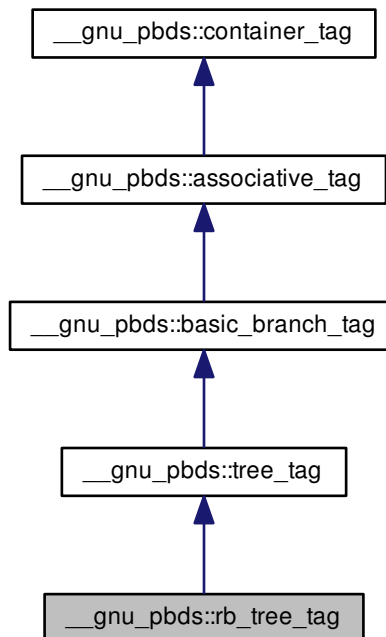 __gnu_pbds::container_tag
__gnu_pbds::associative_tag
__gnu_pbds::basic_branch_tag
__gnu_pbds::tree_tag
__gnu_pbds::rb_tree_tag